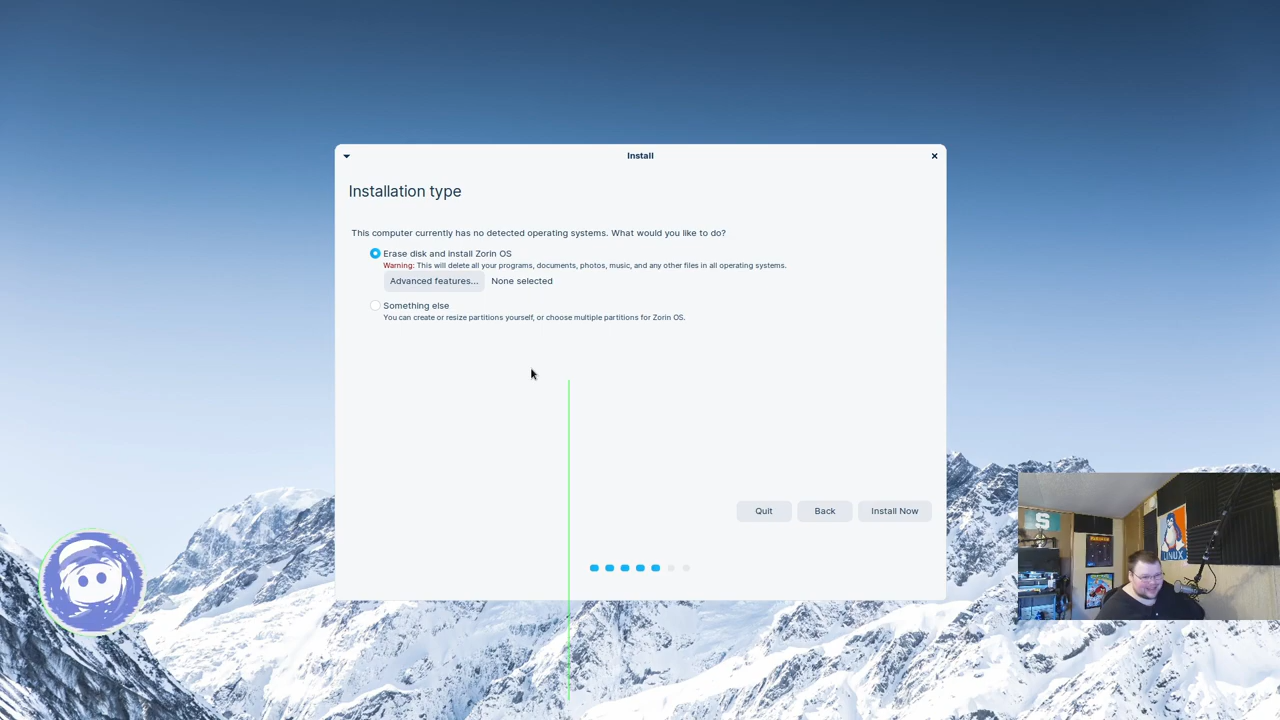 Install
Installation type
This computer currently has no detected operating systems. What would you like to do?
Erase disk and install Zorin OS
Warning: This will delete all your programs, documents, photos, music, and any other files in all operating systems.
Advanced features... None selected
Something else
You can create or resize partitions yourself, or choose multiple partitions for Zorin OS.
Quit Back Install Now
S
LINUX